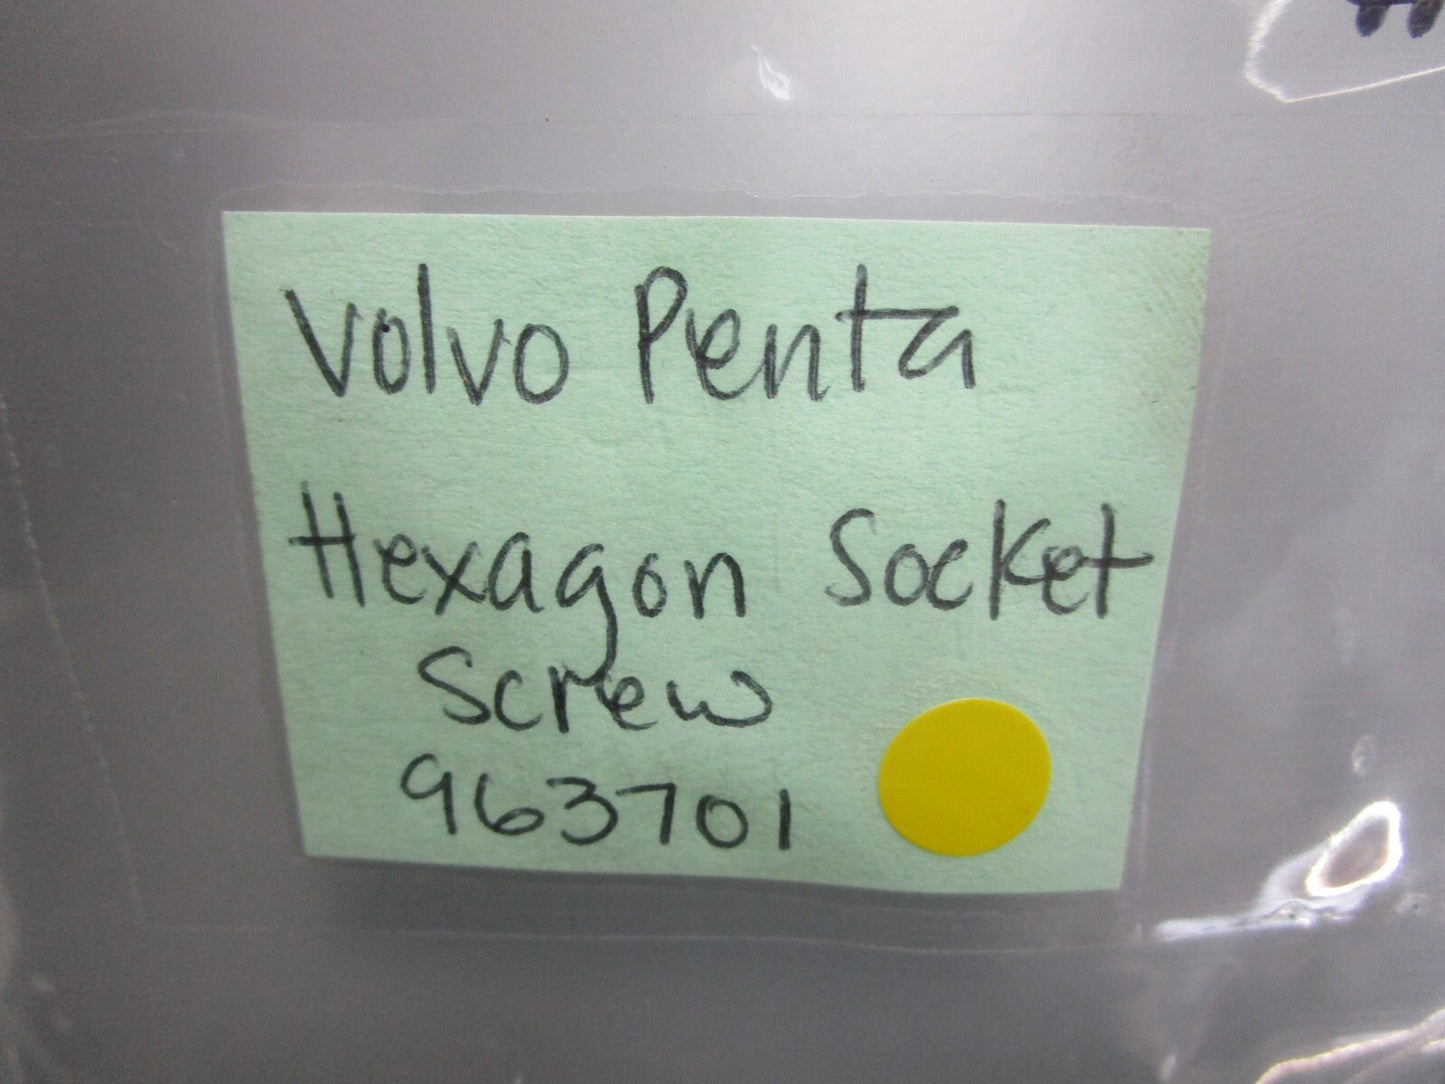 Volvo Penta
Hexagon Socket
Screw
963701